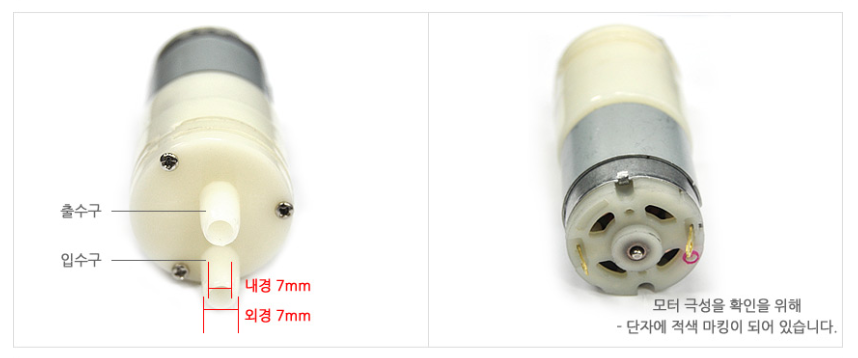 출수구
입수구
내경 7mm
외경 7mm
모터 극성을 확인을 위해
- 단자에 적색 마킹이 되어 있습니다.